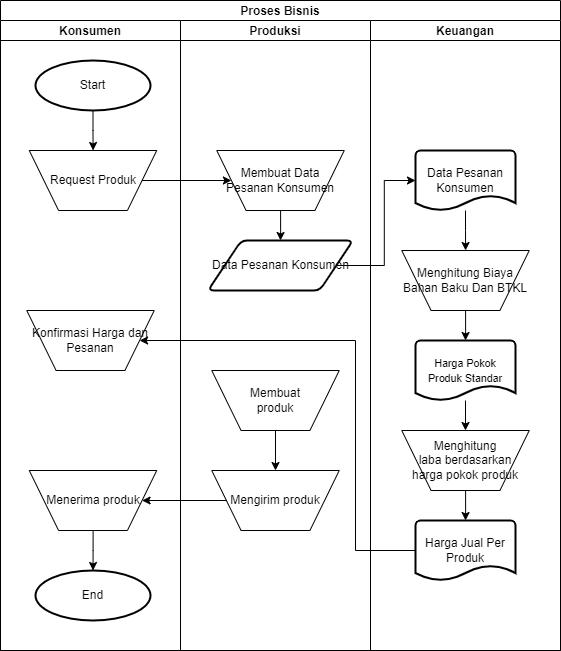 Proses Bisnis
Konsumen
Produksi
Keuangan
Start
Request Produk
Membuat Data
Pesanan Konsumen
Data Pesanan
Konsumen
Data Pesanan Konsumen
Menghitung Biaya
Bahan Baku Dan BTKL
Konfirmasi Harga dan
Pesanan
Harga Pokok
Produk Standar
Membuat
produk
Menghitung
laba berdasarkan
harga pokok produk
Menerima produk
Mengirim produk
Harga Jual Per
Produk
End